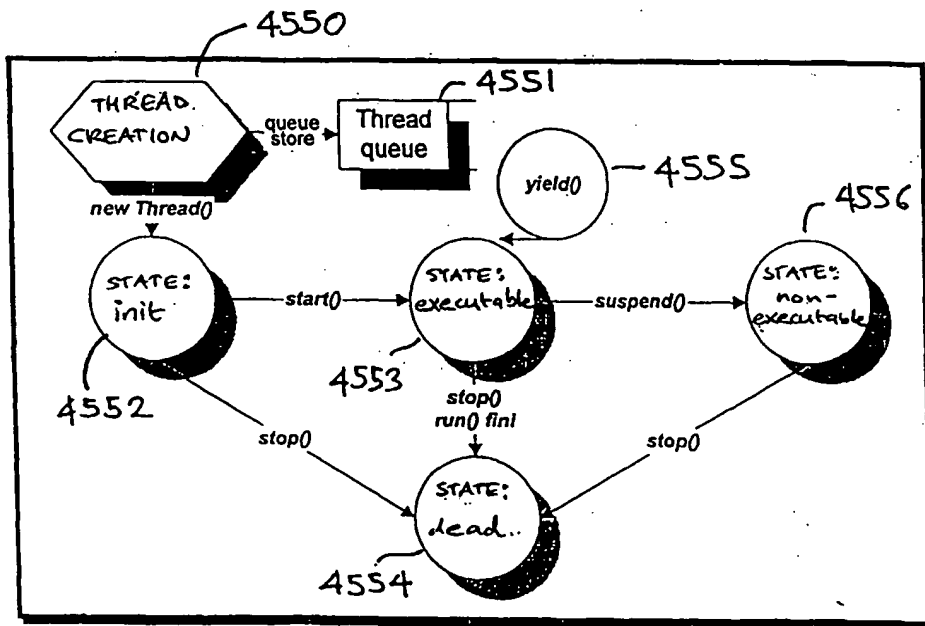 4550
4551
THREAD.
CREATION
queue
store
Thread
queue
4555
yield()
4556
new Thread()
STATE:
init
start()
STATE:
executable
suspend()
STATE:
non-
executable
4552
4553
stop()
run() fini
stop()
stop()
STATE:
dead..
4554